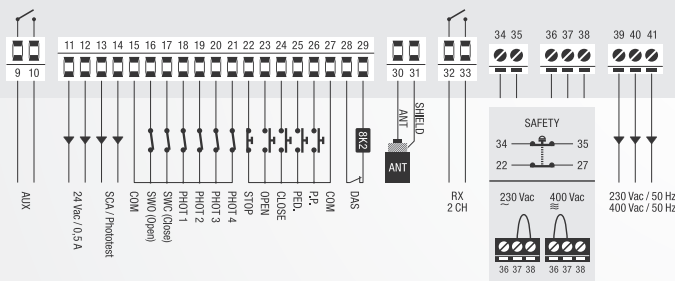 9 10
11 12 13 14 15 16 17 18 19 20 21 22 23 24 25 26 27 28 29
30 31
32 33
34 35
36 37 38
39 40 41
AUX
24 Vac / 0,5 A
SCA / Phototest
COM
SWO (Open)
SWC (Close)
PHOT 1
PHOT 2
PHOT 3
PHOT 4
STOP
OPEN
CLOSE
PED.
P.P.
COM
DAS
8K2
ANT
SHIELD
ANT
RX
2 CH
SAFETY
34 35
22 27
230 Vac
~
400 Vac
≋
36 37 38
36 37 38
230 Vac / 50 Hz
400 Vac / 50 Hz